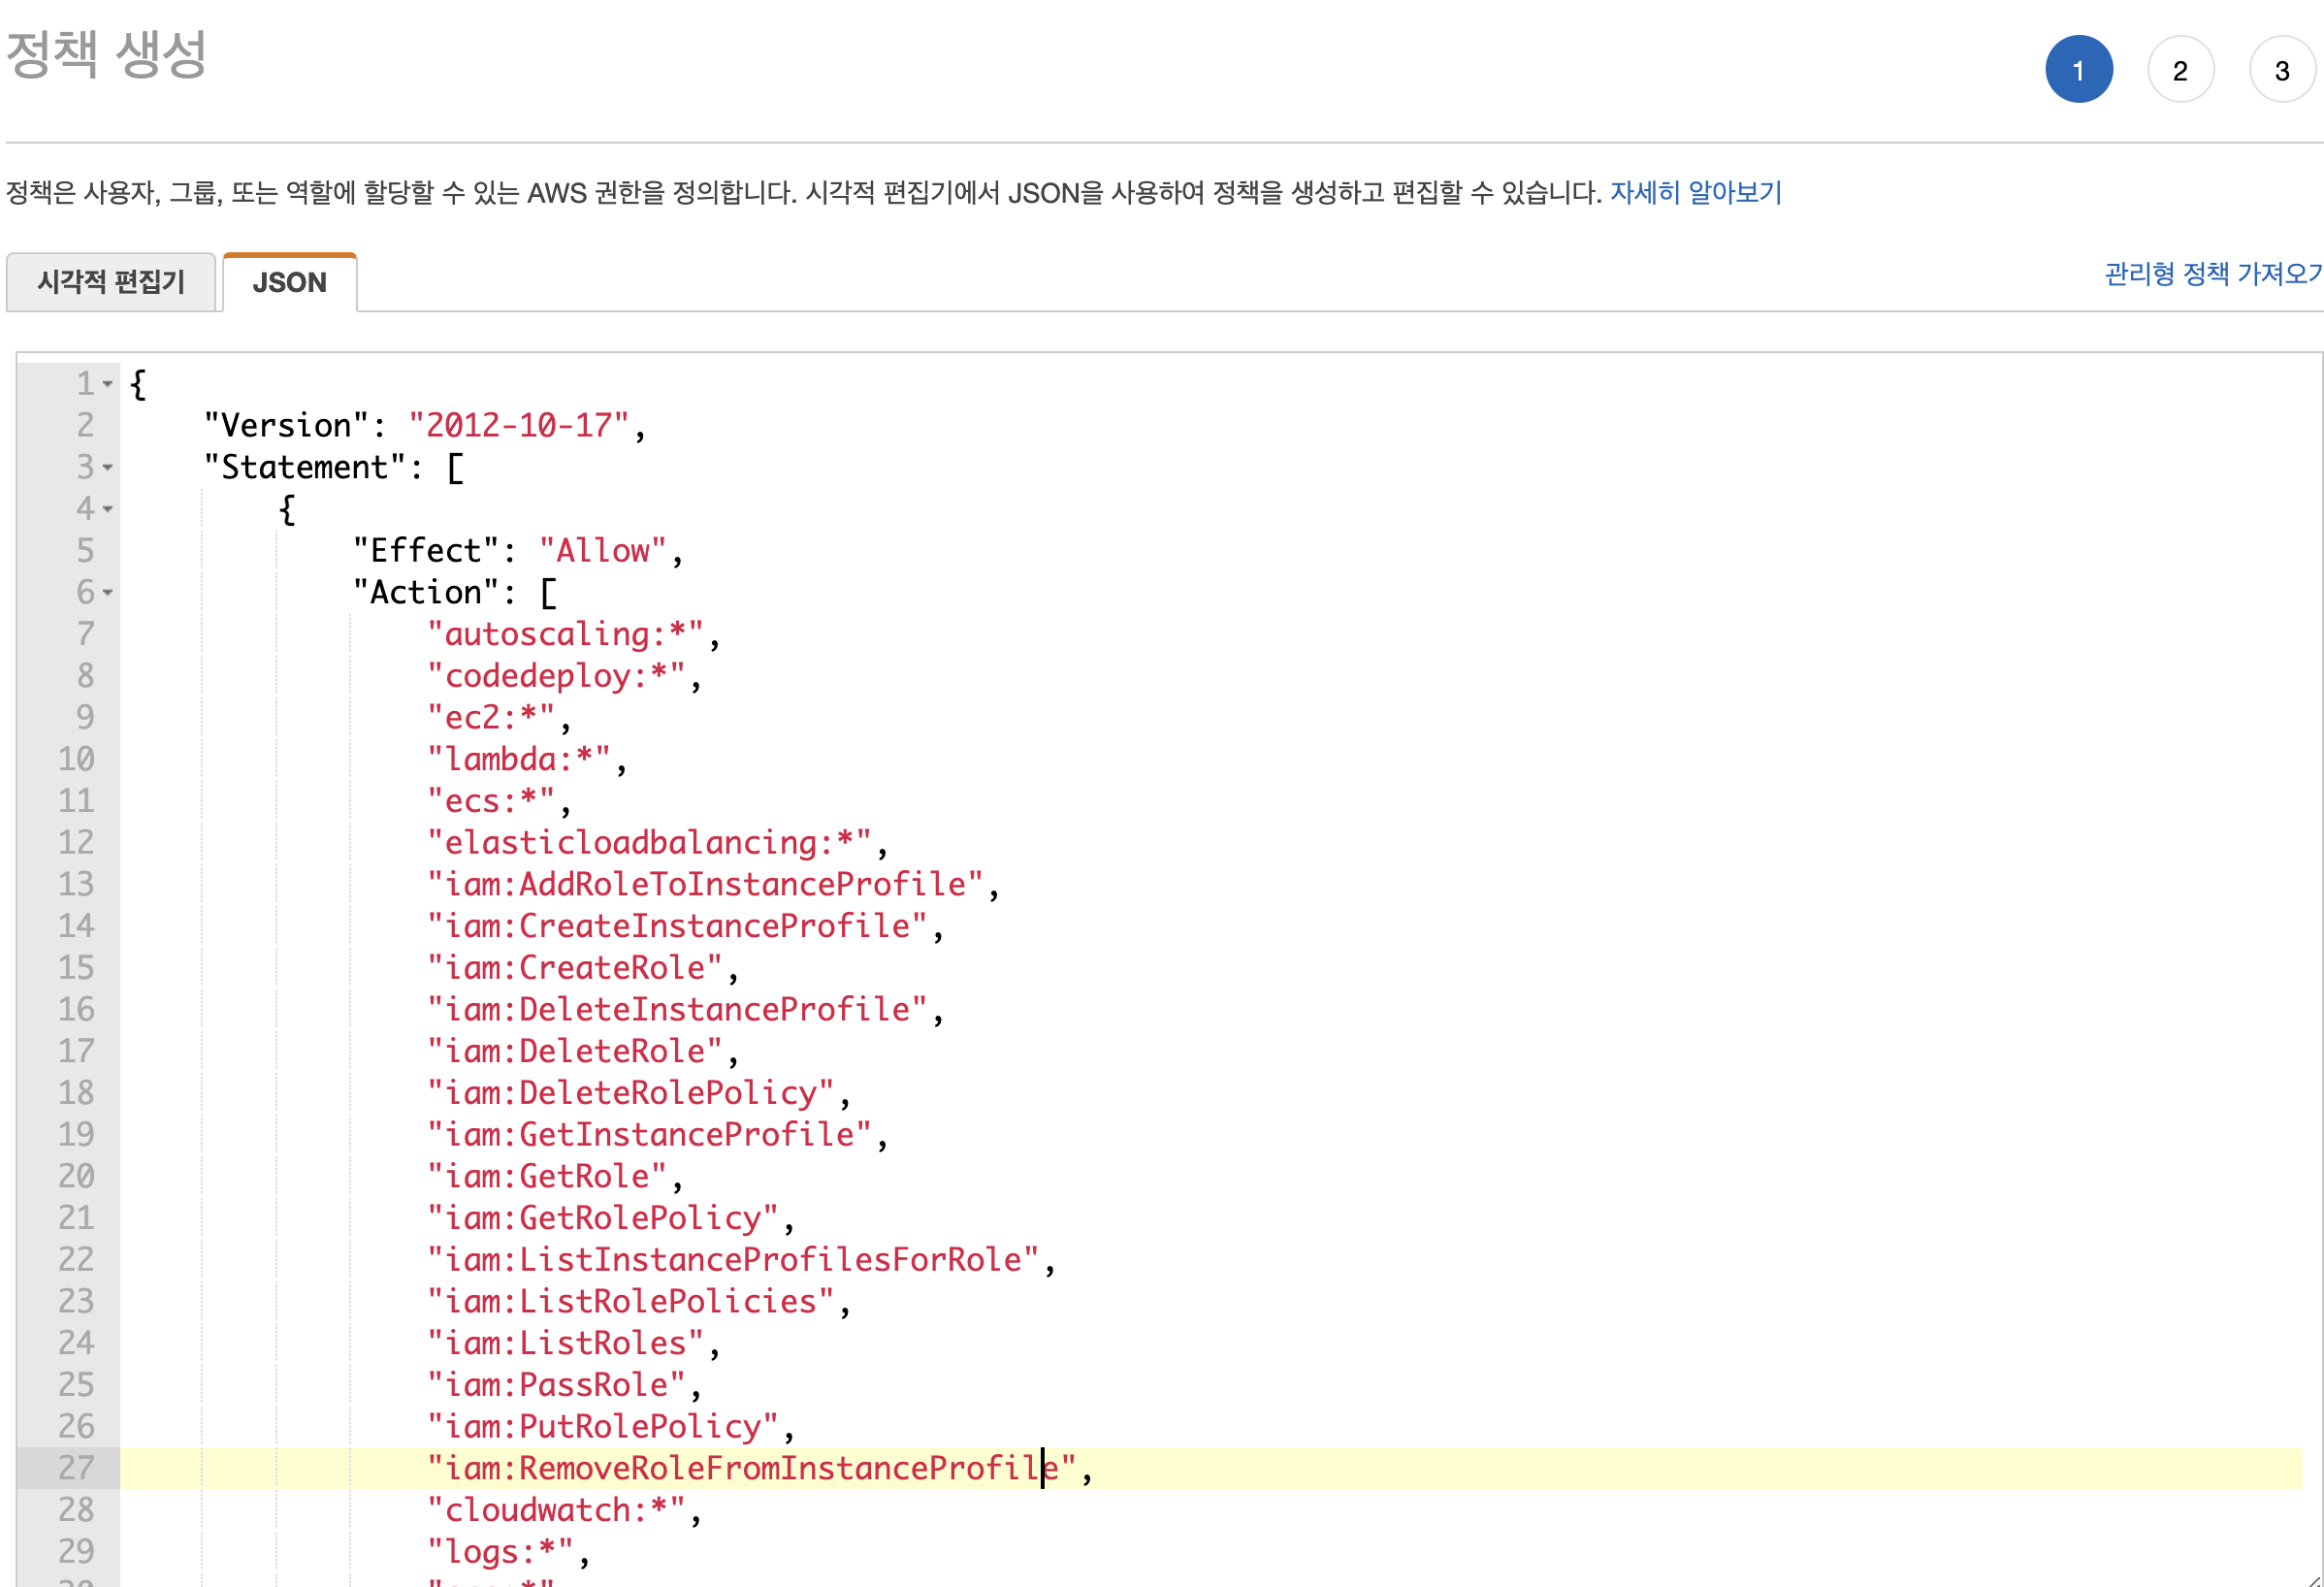 정책 생성
1 2 3
정책은 사용자, 그룹, 또는 역할에 할당할 수 있는 AWS 권한을 정의합니다. 시각적 편집기에서 JSON을 사용하여 정책을 생성하고 편집할 수 있습니다. 자세히 알아보기
시각적 편집기 JSON 관리형 정책 가져오기
1 {
2 "Version": "2012-10-17",
3 "Statement": [
4 {
5 "Effect": "Allow",
6 "Action": [
7 "autoscaling:*",
8 "codedeploy:*",
9 "ec2:*",
10 "lambda:*",
11 "ecs:*",
12 "elasticloadbalancing:*",
13 "iam:AddRoleToInstanceProfile",
14 "iam:CreateInstanceProfile",
15 "iam:CreateRole",
16 "iam:DeleteInstanceProfile",
17 "iam:DeleteRole",
18 "iam:DeleteRolePolicy",
19 "iam:GetInstanceProfile",
20 "iam:GetRole",
21 "iam:GetRolePolicy",
22 "iam:ListInstanceProfilesForRole",
23 "iam:ListRolePolicies",
24 "iam:ListRoles",
25 "iam:PassRole",
26 "iam:PutRolePolicy",
27 "iam:RemoveRoleFromInstanceProfile",
28 "cloudwatch:*",
29 "logs:*",